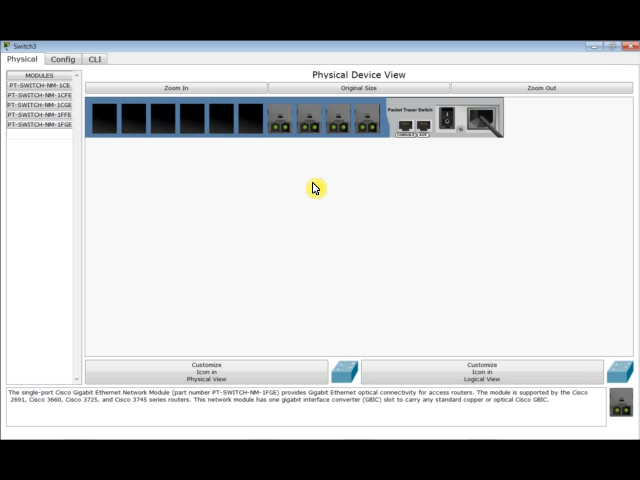 Switch3
Physical Config CLI
MODULES
PT-SWITCH-NM-1CE
PT-SWITCH-NM-1CFE
PT-SWITCH-NM-1CGE
PT-SWITCH-NM-1FFE
PT-SWITCH-NM-1FGE
Physical Device View
Zoom In Original Size Zoom Out
Packet Tracer Switch
CONSOLE AUX
Customize
Icon in
Physical View
Customize
Icon in
Logical View
The single-port Cisco Gigabit Ethernet Network Module (part number PT-SWITCH-NM-1FGE) provides Gigabit Ethernet optical connectivity for access routers. The module is supported by the Cisco
2691, Cisco 3660, Cisco 3725, and Cisco 3745 series routers. This network module has one gigabit interface converter (GBIC) slot to carry any standard copper or optical Cisco GBIC.